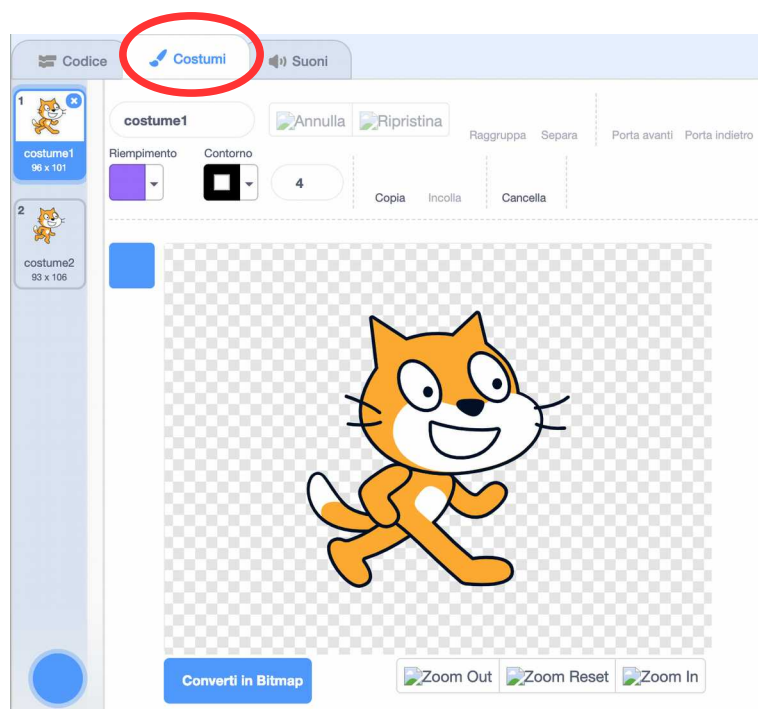 Codice
Costumi
Suoni
1
costume1
96 x 101
2
costume2
93 x 106
costume1
Annulla
Ripristina
Raggruppa
Separa
Porta avanti
Porta indietro
Riempimento
Contorno
4
Copia
Incolla
Cancella
Converti in Bitmap
Zoom Out
Zoom Reset
Zoom In